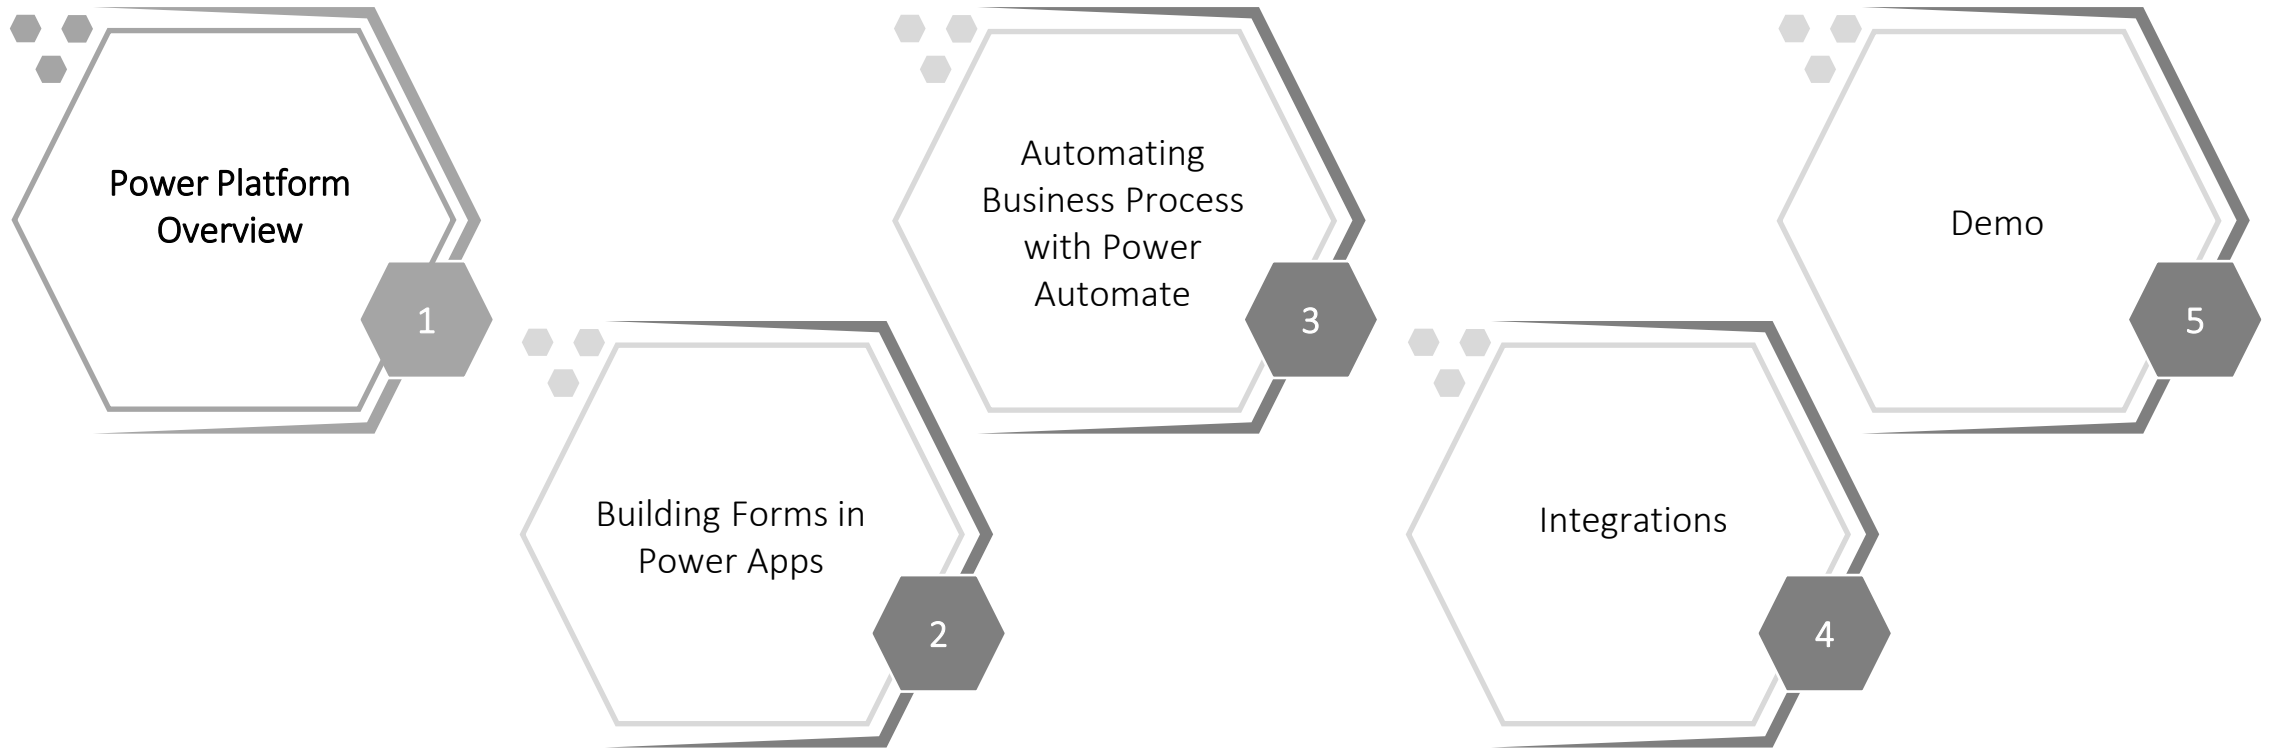 Power Platform
Overview
1
Building Forms in
Power Apps
2
Automating
Business Process
with Power
Automate
3
Integrations
4
Demo
5